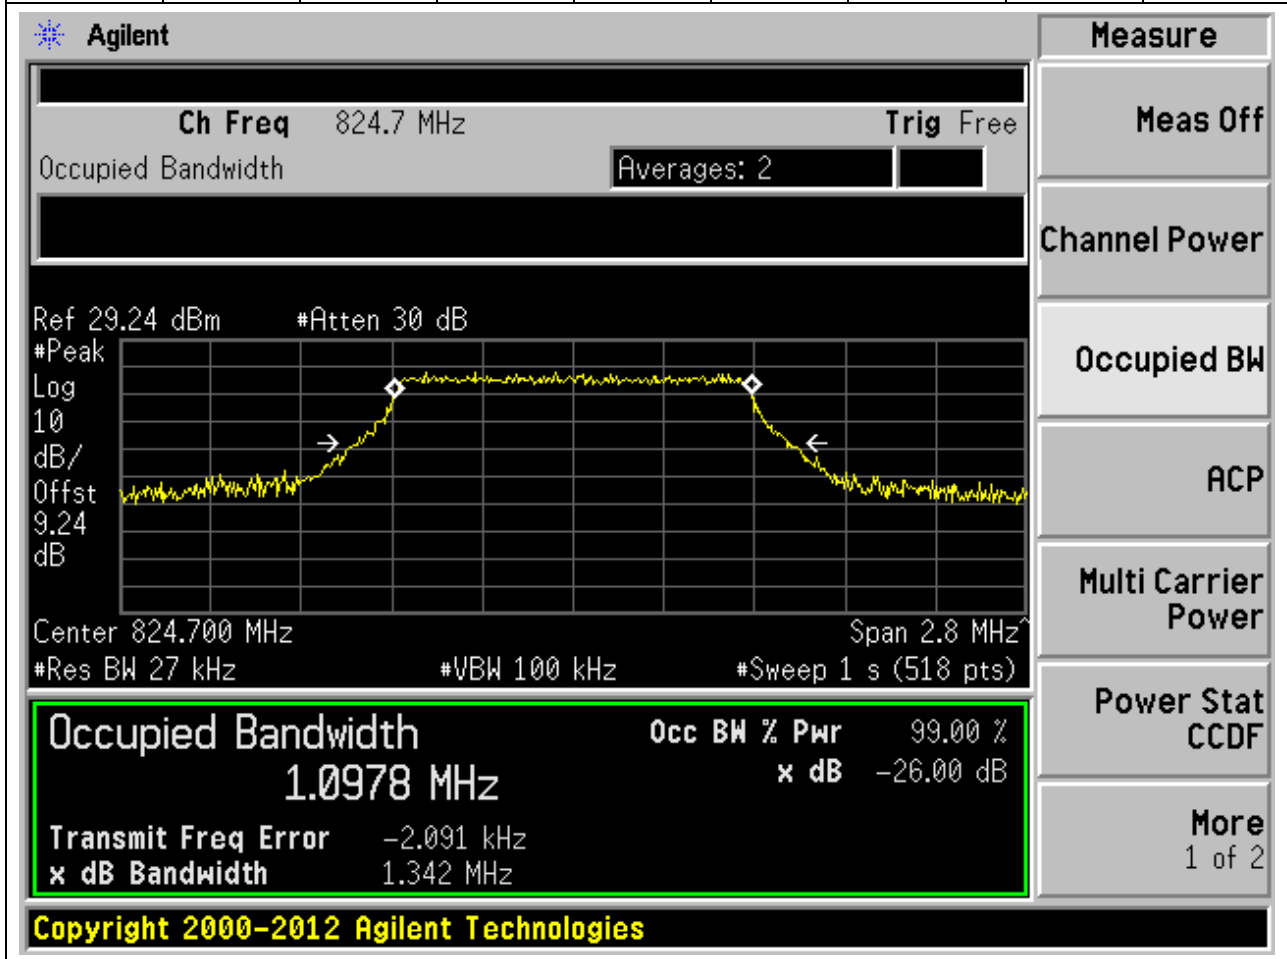 Agilent
Measure
Ch Freq 824.7 MHz Trig Free
Occupied Bandwidth Averages: 2
Ref 29.24 dBm #Atten 30 dB
#Peak
Log
10
dB/
Offst
9.24
dB
Center 824.700 MHz Span 2.8 MHz^
#Res BW 27 kHz #VBW 100 kHz #Sweep 1 s (518 pts)
Occupied Bandwidth Occ BW % Pwr 99.00 %
1.0978 MHz x dB -26.00 dB
Transmit Freq Error -2.091 kHz
x dB Bandwidth 1.342 MHz
Copyright 2000-2012 Agilent Technologies
Meas Off
Channel Power
Occupied BW
ACP
Multi Carrier
Power
Power Stat
CCDF
More
1 of 2